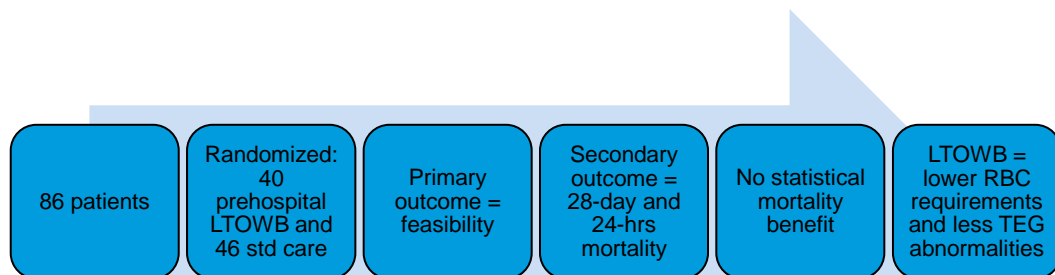 86 patients
Randomized:
40
prehospital
LTOWB and
46 std care
Primary
outcome =
feasibility
Secondary
outcome =
28-day and
24-hrs
mortality
No statistical
mortality
benefit
LTOWB =
lower RBC
requirements
and less TEG
abnormalities